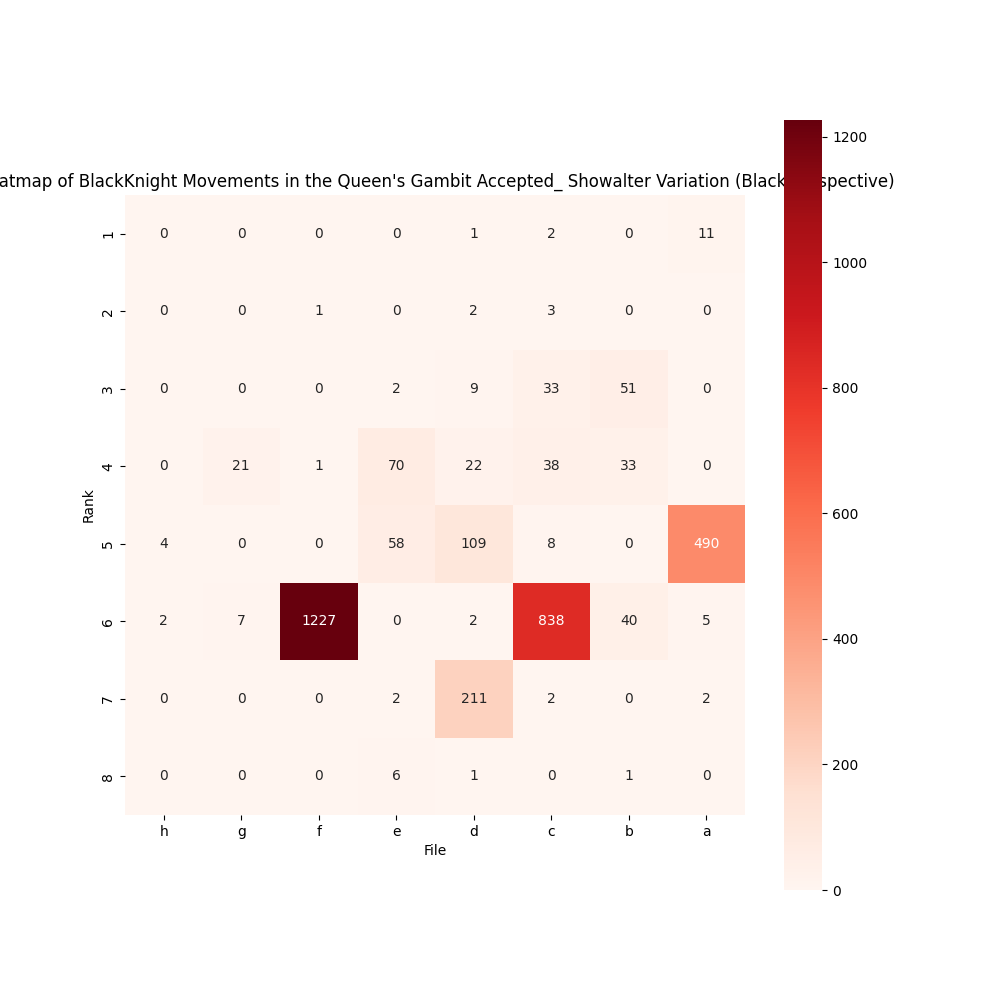 1200
atmap of BlackKnight Movements in the Queen's Gambit Accepted_ Showalter Variation (Black spective)
1 0 0 0 0 1 2 0 11
1000
2 0 0 1 0 2 3 0 0
3 0 0 0 2 9 33 51 0
800
4 0 21 1 70 22 38 33 0
Rank
600
5 4 0 0 58 109 8 0 490
6 2 7 1227 0 2 838 40 5
400
7 0 0 0 2 211 2 0 2
200
8 0 0 0 6 1 0 1 0
h g f e d c b a
File
0